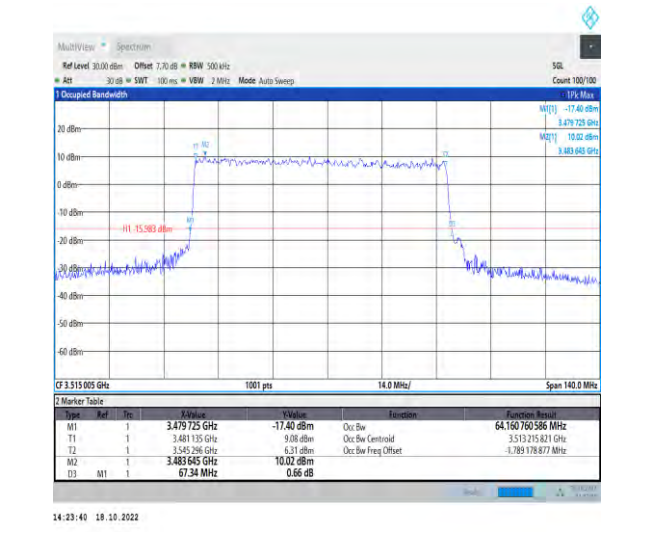 MultiView Spectrum
Ref Level 30.00 dBm Offset 7.70 dB RBW 500 kHz SGL
Att 30 dB SWT 100 ms VBW 2 MHz Mode Auto Sweep Count 100/100
1 Occupied Bandwidth 1Pk Max
M1[1] -17.40 dBm
3.479 725 GHz
M2[1] 10.02 dBm
3.483 645 GHz
20 dBm
T1 M2
T2
10 dBm
0 dBm
-10 dBm
M1
H1 -15.983 dBm
-20 dBm
-30 dBm
-40 dBm
-50 dBm
-60 dBm
CF 3.515 005 GHz 1001 pts 14.0 MHz/ Span 140.0 MHz
2 Marker Table
Type Ref Trc X-Value Y-Value Function Function Result
M1 1 3.479 725 GHz -17.40 dBm Occ Bw 64.160 760 586 MHz
T1 1 3.481 135 GHz 9.08 dBm Occ Bw Centroid 3.513 215 821 GHz
T2 1 3.545 296 GHz 6.31 dBm Occ Bw Freq Offset -1.789 178 877 MHz
M2 1 3.483 645 GHz 10.02 dBm
D3 M1 1 67.34 MHz 0.66 dB
14:23:40 18.10.2022